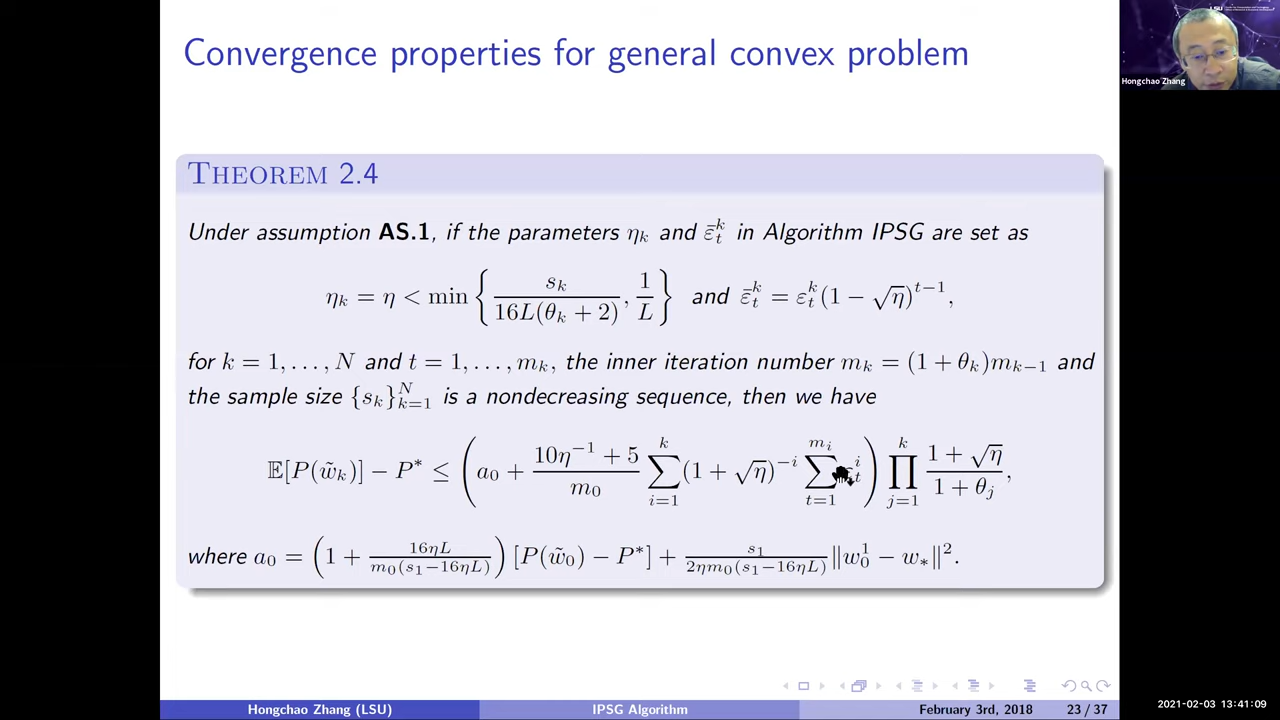 Convergence properties for general convex problem
Hongchao Zhang
THEOREM 2.4
Under assumption AS.1, if the parameters η_k and ε̄_t^k in Algorithm IPSG are set as
η_k = η < min { s_k / (16L(θ_k + 2)), 1/L } and ε̄_t^k = ε_t^k (1 − √η)^{t−1},
for k = 1, . . . , N and t = 1, . . . , m_k, the inner iteration number m_k = (1 + θ_k)m_{k−1} and
the sample size {s_k}_{k=1}^N is a nondecreasing sequence, then we have
𝔼[P(w̃_k)] − P* ≤ ( a_0 + (10η^{−1} + 5)/m_0 ∑_{i=1}^k (1 + √η)^{−i} ∑_{t=1}^{m_i} _t^i ) ∏_{j=1}^k (1 + √η)/(1 + θ_j),
where a_0 = (1 + 16ηL / (m_0(s_1−16ηL))) [P(w̃_0) − P*] + s_1 / (2ηm_0(s_1−16ηL)) ‖w_0^1 − w_*‖^2.
Hongchao Zhang (LSU) IPSG Algorithm February 3rd, 2018 23 / 37
2021-02-03 13:41:09